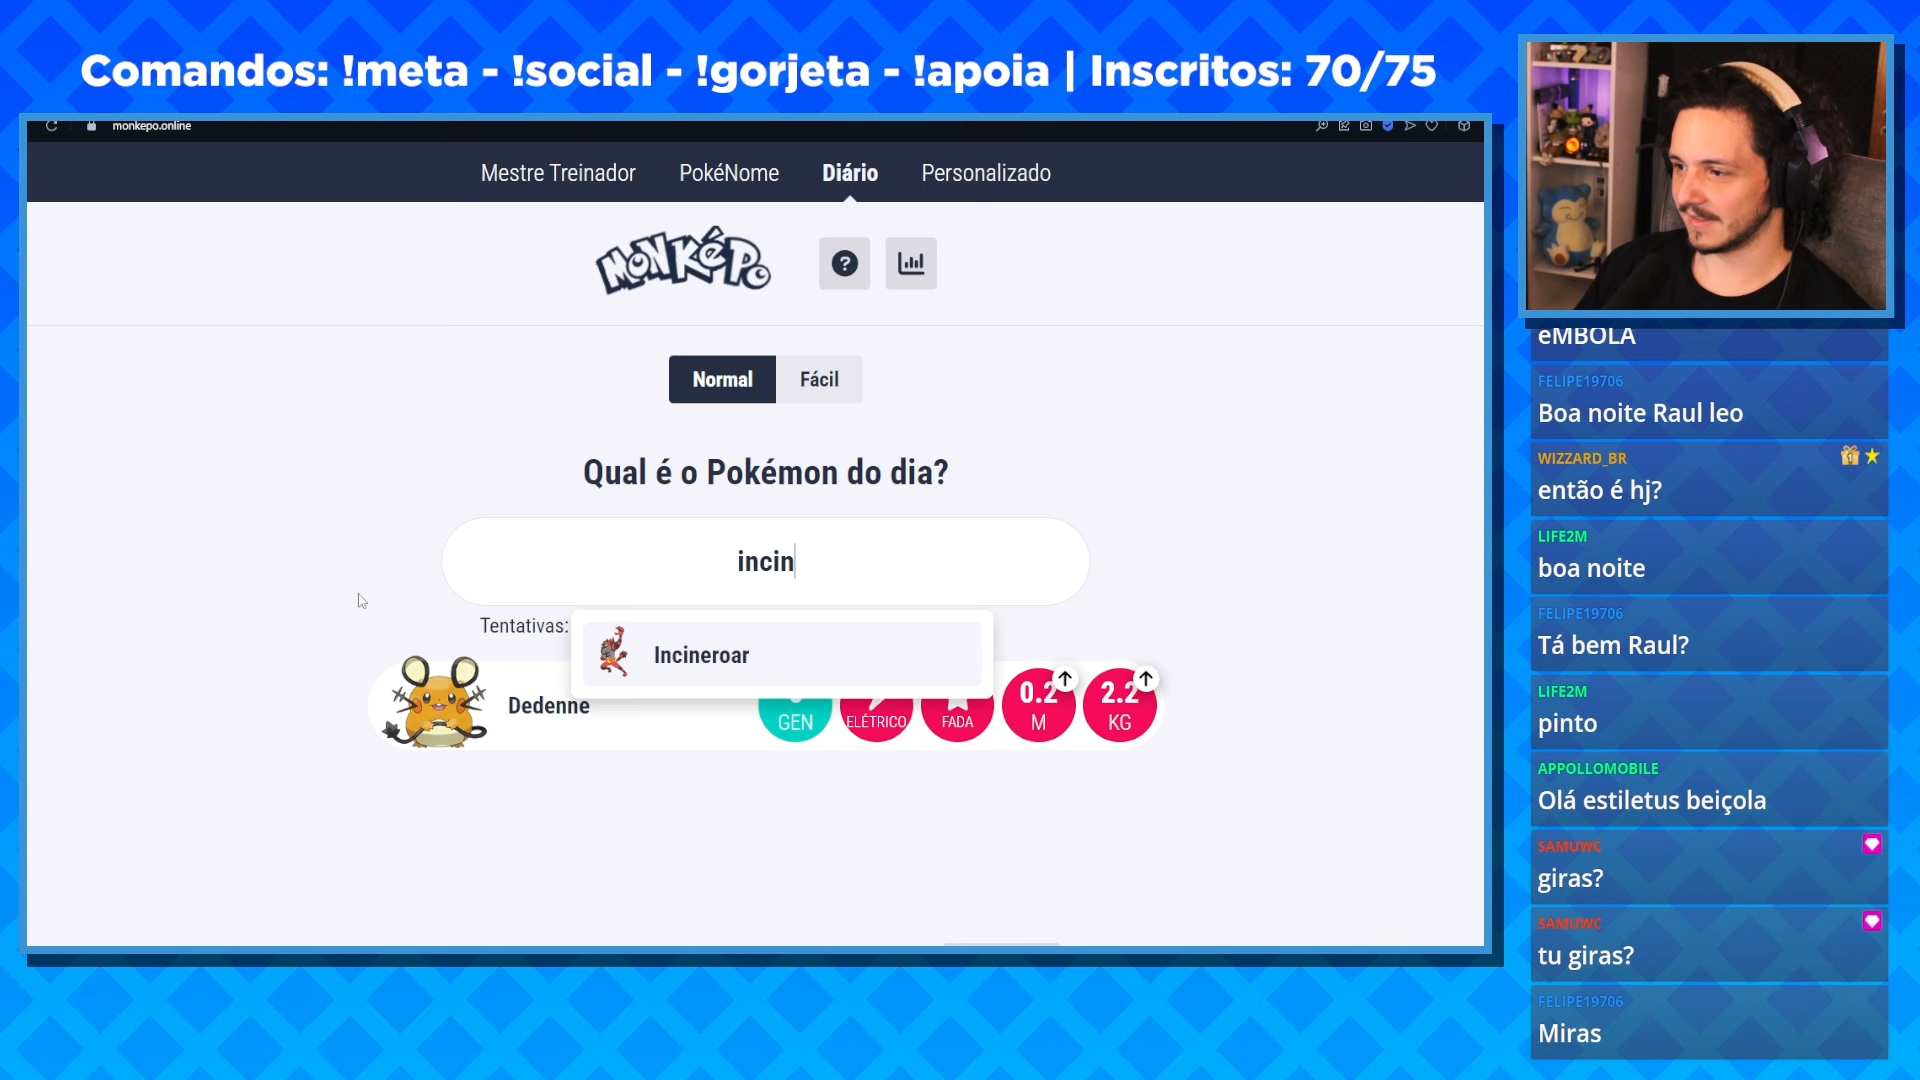 Comandos: !meta - !social - !gorjeta - !apoia | Inscritos: 70/75
monkepo.online
Mestre Treinador
PokéNome
Diário
Personalizado
MonKéPo
?
Normal
Fácil
Qual é o Pokémon do dia?
incin
Tentativas:
Incineroar
Dedenne
GEN
ELÉTRICO
FADA
0.2
M
2.2
KG
eMBOLA
FELIPE19706
Boa noite Raul leo
WIZZARD_BR
então é hj?
LIFE2M
boa noite
FELIPE19706
Tá bem Raul?
LIFE2M
pinto
APPOLLOMOBILE
Olá estiletus beiçola
SAMUWC
giras?
SAMUWC
tu giras?
FELIPE19706
Miras